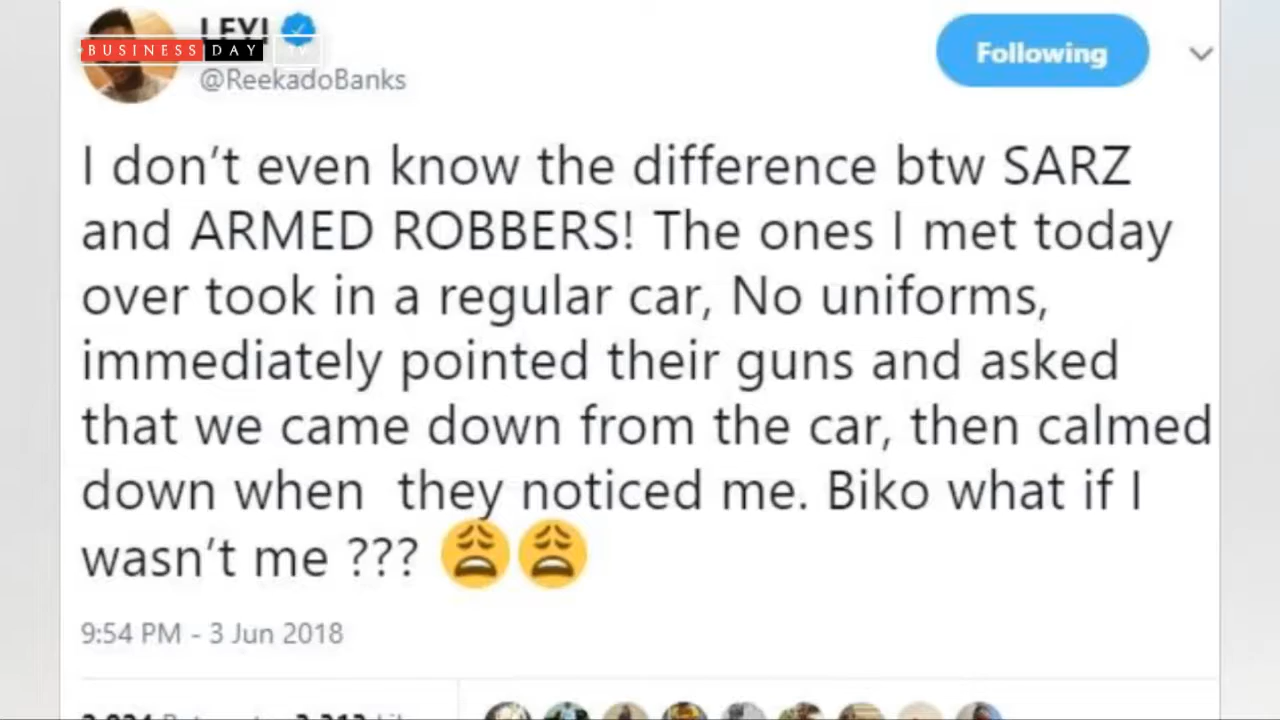 LEYI
BUSINESS DAY TV
@ReekadoBanks
Following
I don't even know the difference btw SARZ
and ARMED ROBBERS! The ones I met today
over took in a regular car, No uniforms,
immediately pointed their guns and asked
that we came down from the car, then calmed
down when they noticed me. Biko what if I
wasn't me ??? 😩😩
9:54 PM - 3 Jun 2018